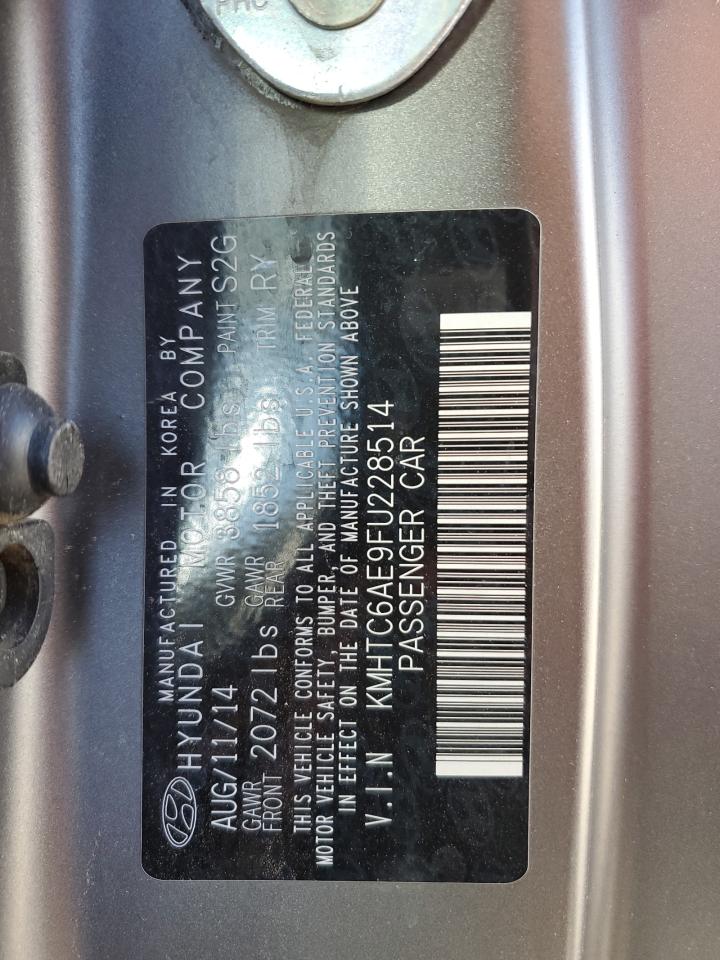 PHC
MANUFACTURED IN KOREA BY
HYUNDAI MOTOR COMPANY
AUG/11/14 GVWR 3858 lbs PAINT S2G
GAWR FRONT 2072 lbs GAWR REAR 1852 lbs TRIM RY
THIS VEHICLE CONFORMS TO ALL APPLICABLE U.S.A. FEDERAL
MOTOR VEHICLE SAFETY, BUMPER, AND THEFT PREVENTION STANDARDS
IN EFFECT ON THE DATE OF MANUFACTURE SHOWN ABOVE
V.I.N KMHTC6AE9FU228514
PASSENGER CAR